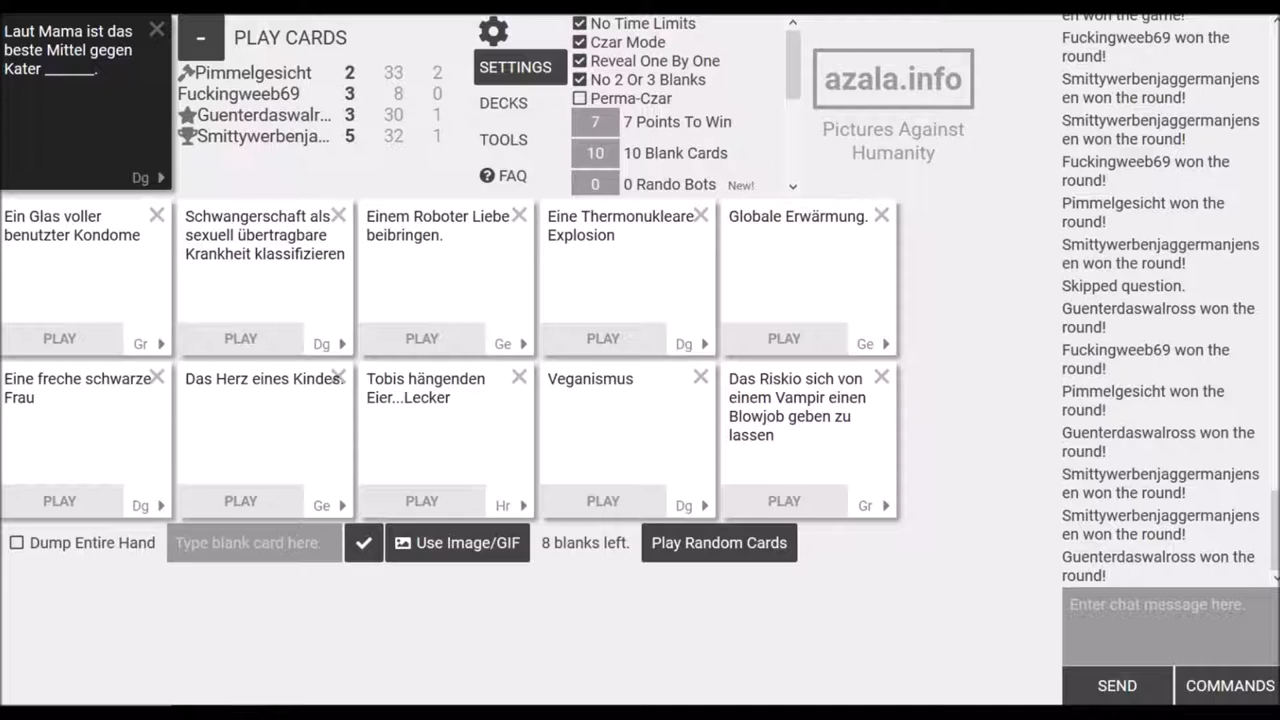 Laut Mama ist das
beste Mittel gegen
Kater ______.
Dg
-
PLAY CARDS
Pimmelgesicht 2 33 2
Fuckingweeb69 3 8 0
Guenterdaswalr... 3 30 1
Smittywerbenja... 5 32 1
SETTINGS
DECKS
TOOLS
FAQ
No Time Limits
Czar Mode
Reveal One By One
No 2 Or 3 Blanks
Perma-Czar
7 7 Points To Win
10 10 Blank Cards
0 0 Rando Bots New!
azala.info
Pictures Against
Humanity
Ein Glas voller
benutzter Kondome
PLAY Gr
Schwangerschaft als
sexuell übertragbare
Krankheit klassifizieren
PLAY Dg
Einem Roboter Liebe
beibringen.
PLAY Ge
Eine Thermonukleare
Explosion
PLAY Dg
Globale Erwärmung.
PLAY Ge
Eine freche schwarze
Frau
PLAY Dg
Das Herz eines Kindes.
PLAY Ge
Tobis hängenden
Eier...Lecker
PLAY Hr
Veganismus
PLAY Dg
Das Riskio sich von
einem Vampir einen
Blowjob geben zu
lassen
PLAY Gr
Dump Entire Hand
Type blank card here.
Use Image/GIF
8 blanks left.
Play Random Cards
en won the game!
Fuckingweeb69 won the
round!
Smittywerbenjaggermanjens
en won the round!
Smittywerbenjaggermanjens
en won the round!
Fuckingweeb69 won the
round!
Pimmelgesicht won the
round!
Smittywerbenjaggermanjens
en won the round!
Skipped question.
Guenterdaswalross won the
round!
Fuckingweeb69 won the
round!
Pimmelgesicht won the
round!
Guenterdaswalross won the
round!
Smittywerbenjaggermanjens
en won the round!
Smittywerbenjaggermanjens
en won the round!
Guenterdaswalross won the
round!
Enter chat message here.
SEND
COMMANDS